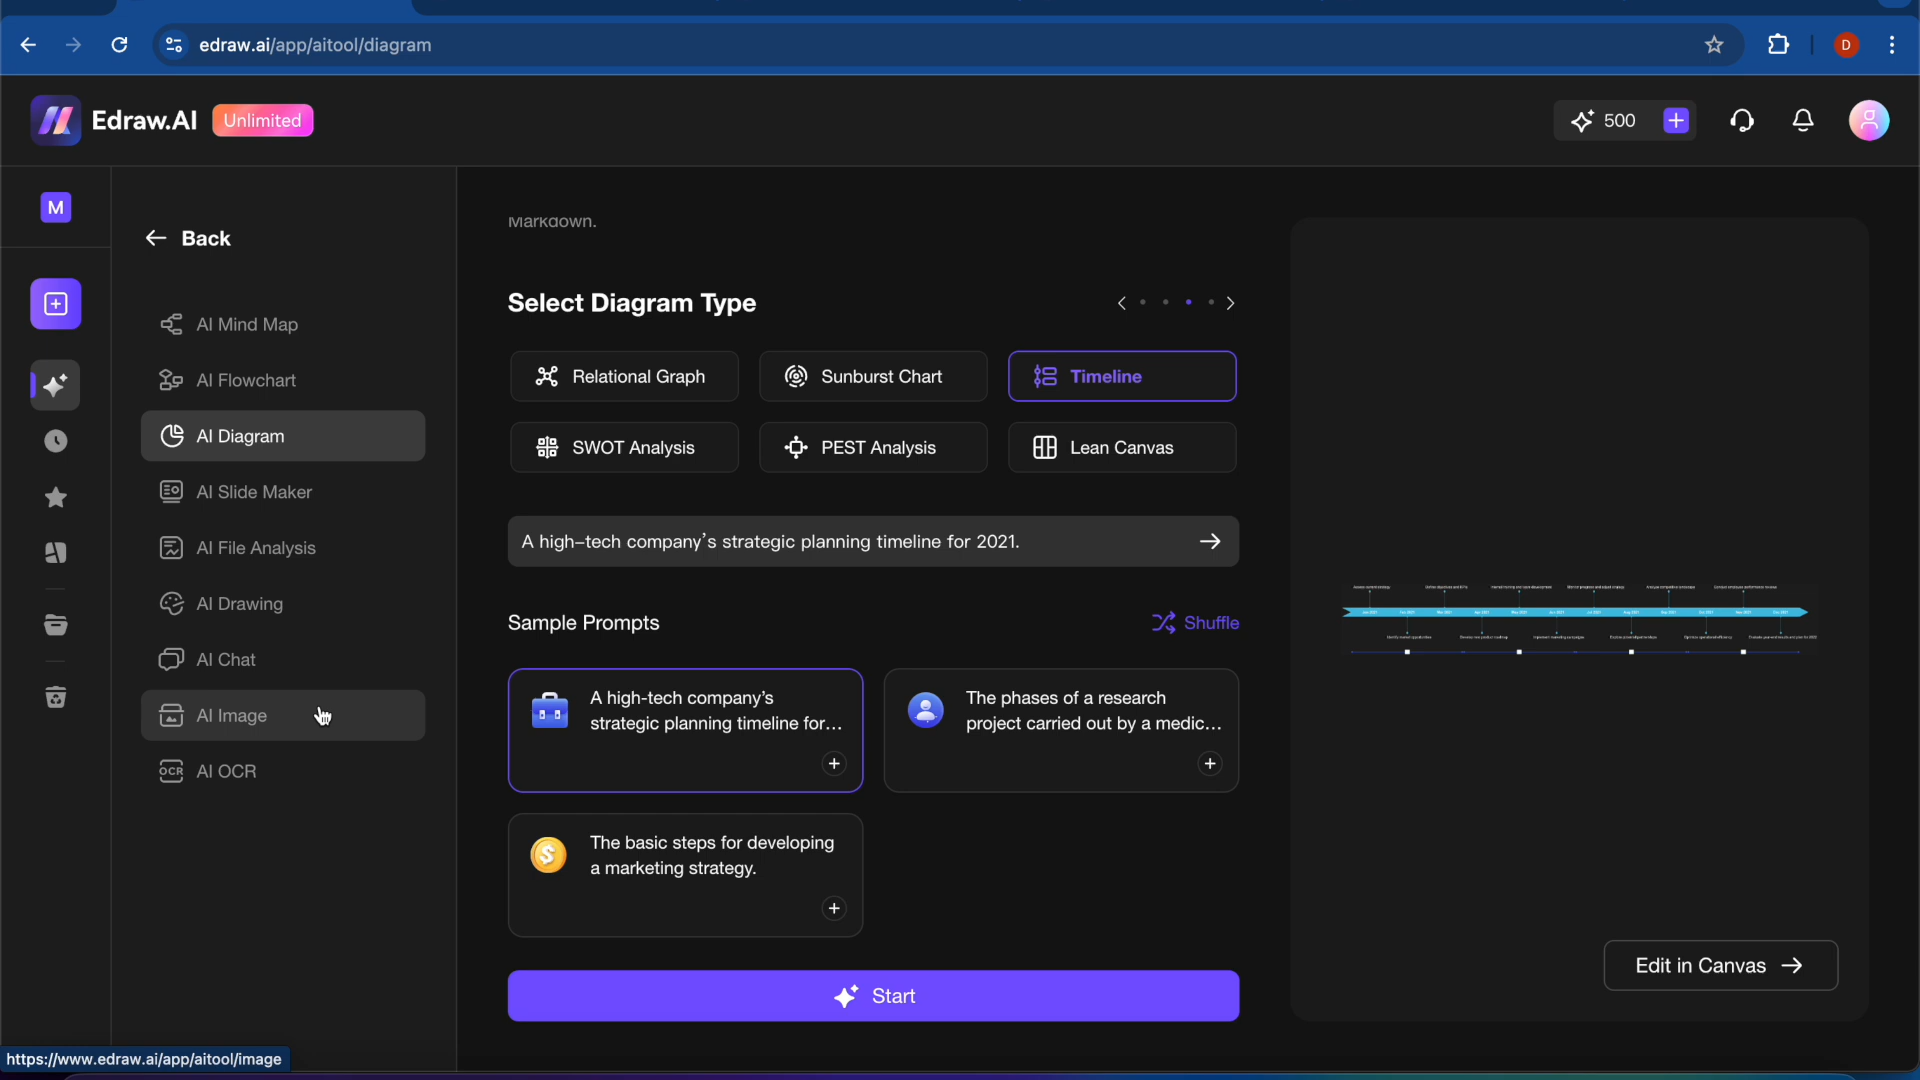 edraw.ai/app/aitool/diagram
D
Edraw.AI
Unlimited
500
M
Back
AI Mind Map
AI Flowchart
AI Diagram
AI Slide Maker
AI File Analysis
AI Drawing
AI Chat
AI Image
OCR
AI OCR
Markdown.
Select Diagram Type
Relational Graph
Sunburst Chart
Timeline
SWOT Analysis
PEST Analysis
Lean Canvas
A high-tech company's strategic planning timeline for 2021.
Sample Prompts
Shuffle
A high-tech company's
strategic planning timeline for...
The phases of a research
project carried out by a medic...
The basic steps for developing
a marketing strategy.
Start
Edit in Canvas
https://www.edraw.ai/app/aitool/image